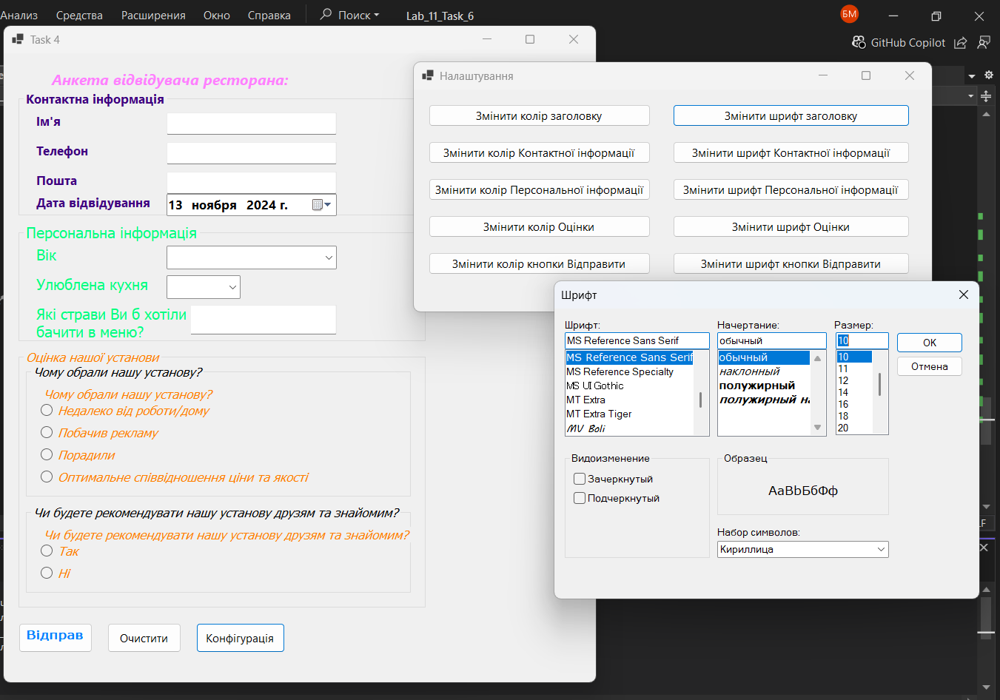 Анализ Средства Расширения Окно Справка Поиск Lab_11_Task_6 БМ
GitHub Copilot
Task 4
Анкета відвідувача ресторана:
Контактна інформація
Ім'я
Телефон
Пошта
Дата відвідування 13 ноября 2024 г.
Персональна інформація
Вік
Улюблена кухня
Які страви Ви б хотіли
бачити в меню?
Оцінка нашої установи
Чому обрали нашу установу?
Чому обрали нашу установу?
Недалеко від роботи/дому
Побачив рекламу
Порадили
Оптимальне співвідношення ціни та якості
Чи будете рекомендувати нашу установу друзям та знайомим?
Чи будете рекомендувати нашу установу друзям та знайомим?
Так
Ні
Відправ Очистити Конфігурація
Налаштування
Змінити колір заголовку Змінити шрифт заголовку
Змінити колір Контактної інформації Змінити шрифт Контактної інформації
Змінити колір Персональної інформації Змінити шрифт Персональної інформації
Змінити колір Оцінки Змінити шрифт Оцінки
Змінити колір кнопки Відправити Змінити шрифт кнопки Відправити
Шрифт
Шрифт: Начертание: Размер:
MS Reference Sans Serif обычный 10 ОК
MS Reference Sans Serif обычный 10
MS Reference Specialty наклонный 11 Отмена
MS UI Gothic полужирный 12
MT Extra полужирный на 14
MT Extra Tiger 16
MV Boli 18
20
Видоизменение Образец
Зачеркнутый
Подчеркнутый
АаBbБбФф
Набор символов:
Кириллица